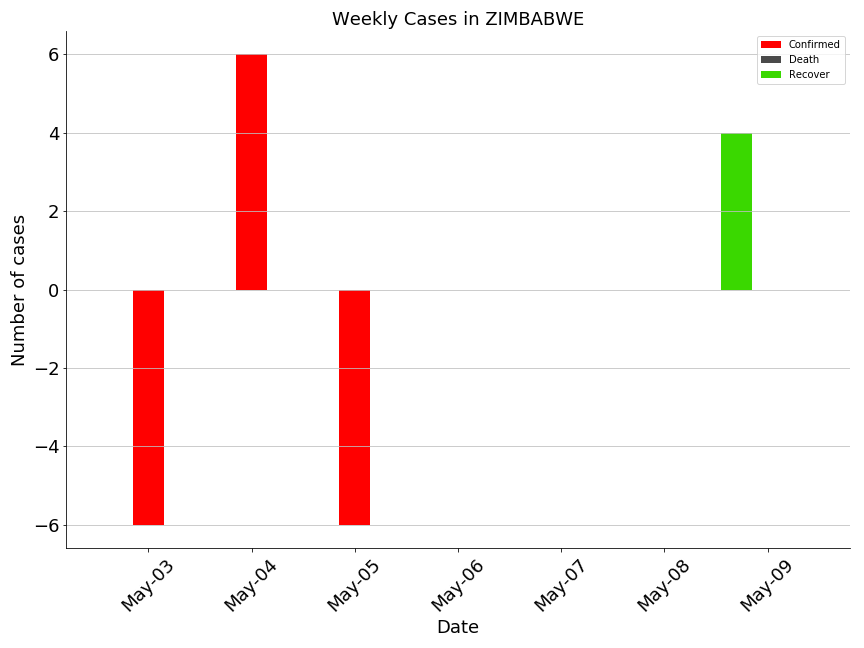 Weekly Cases in ZIMBABWE
Confirmed
Death
Recover
6
4
2
0
−2
−4
−6
Number of cases
May-03
May-04
May-05
May-06
May-07
May-08
May-09
Date